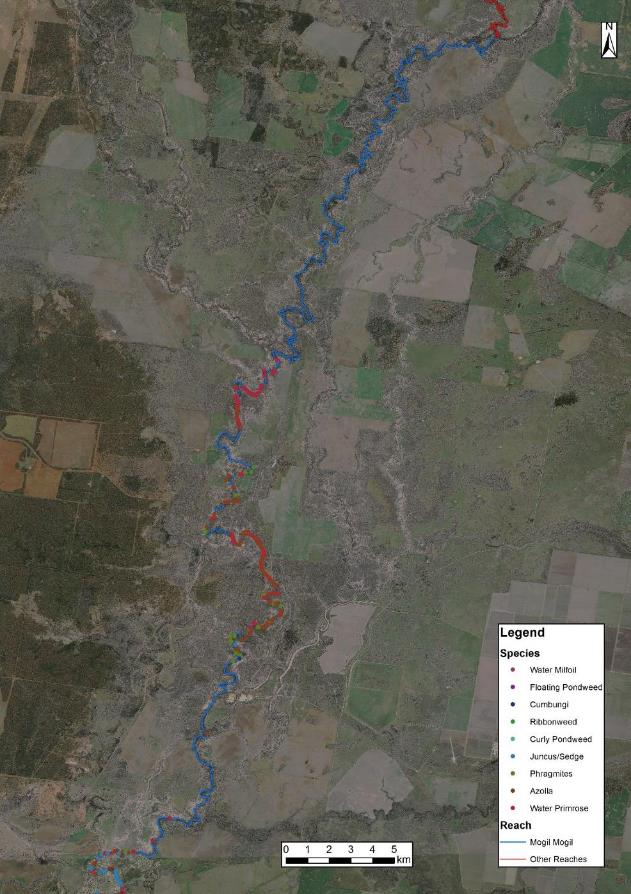 N
Legend
Species
Water Milfoil
Floating Pondweed
Cumbungi
Ribbonweed
Curly Pondweed
Juncus/Sedge
Phragmites
Azolla
Water Primrose
Reach
Mogil Mogil
Other Reaches
0 1 2 3 4 5
km